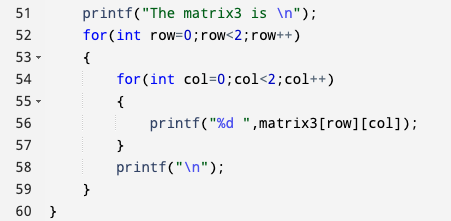 51 printf("The matrix3 is \n");
52 for(int row=0;row<2;row++)
53 {
54 for(int col=0;col<2;col++)
55 {
56 printf("%d ",matrix3[row][col]);
57 }
58 printf("\n");
59 }
60 }